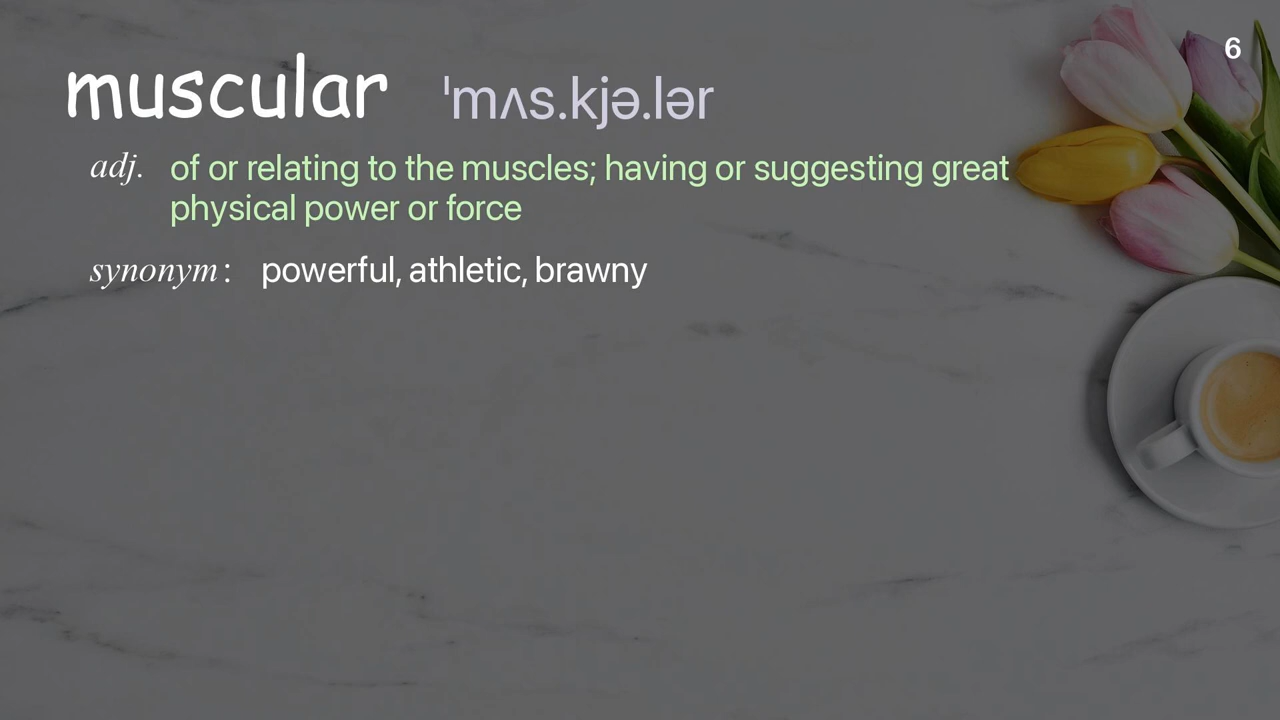 6
muscular ˈmʌs.kjə.lər
adj. of or relating to the muscles; having or suggesting great
physical power or force
synonym: powerful, athletic, brawny